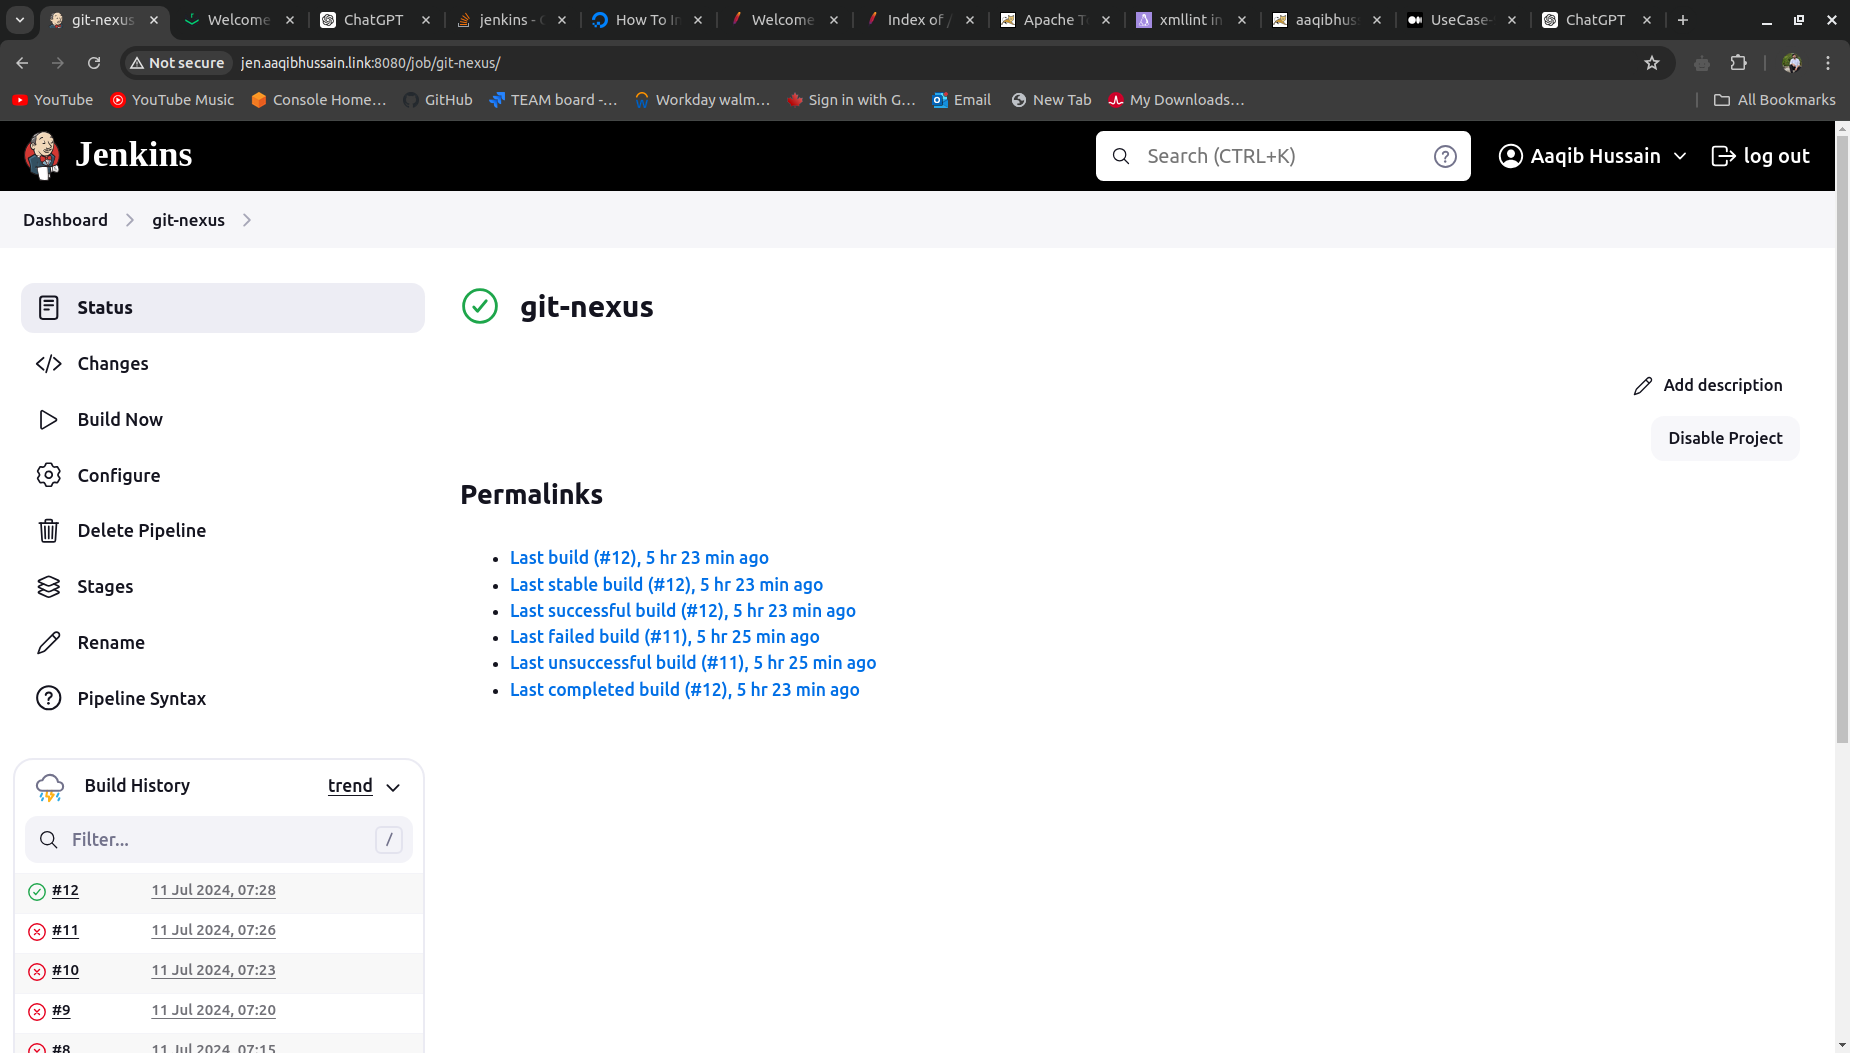 git-nexus
Welcome
ChatGPT
jenkins -
How To In
Welcome
Index of /
Apache To
xmllint in
aaqibhuss
UseCase-
ChatGPT
Not secure
jen.aaqibhussain.link:8080/job/git-nexus/
YouTube
YouTube Music
Console Home...
GitHub
TEAM board -...
Workday walm...
Sign in with G...
Email
New Tab
My Downloads...
All Bookmarks
Jenkins
Search (CTRL+K)
Aaqib Hussain
log out
Dashboard
git-nexus
Status
Changes
Build Now
Configure
Delete Pipeline
Stages
Rename
Pipeline Syntax
git-nexus
Add description
Disable Project
Permalinks
Last build (#12), 5 hr 23 min ago
Last stable build (#12), 5 hr 23 min ago
Last successful build (#12), 5 hr 23 min ago
Last failed build (#11), 5 hr 25 min ago
Last unsuccessful build (#11), 5 hr 25 min ago
Last completed build (#12), 5 hr 23 min ago
Build History
trend
Filter...
/
#12 11 Jul 2024, 07:28
#11 11 Jul 2024, 07:26
#10 11 Jul 2024, 07:23
#9 11 Jul 2024, 07:20
#8 11 Jul 2024, 07:15